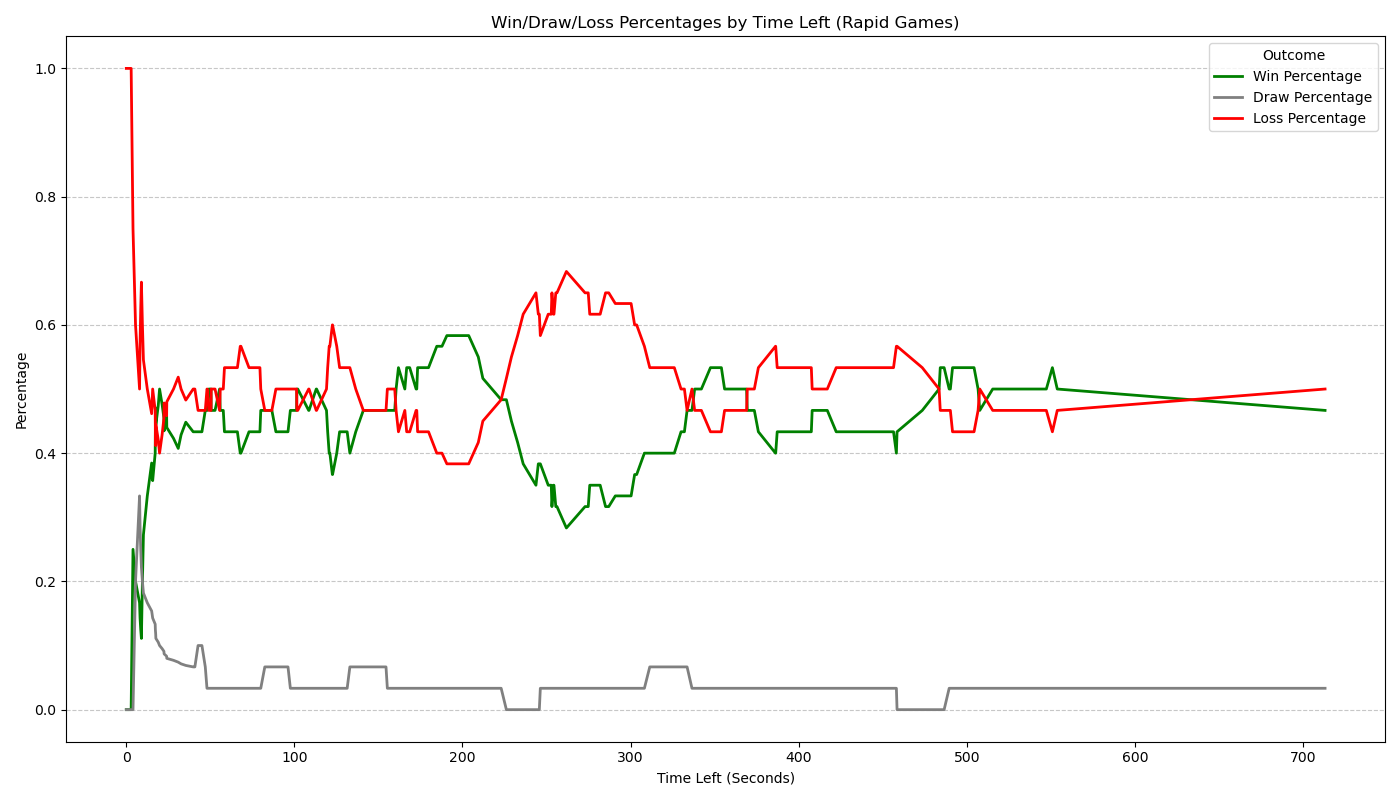 Win/Draw/Loss Percentages by Time Left (Rapid Games)
Outcome
Win Percentage
Draw Percentage
Loss Percentage
Percentage
1.0
0.8
0.6
0.4
0.2
0.0
0 100 200 300 400 500 600 700
Time Left (Seconds)